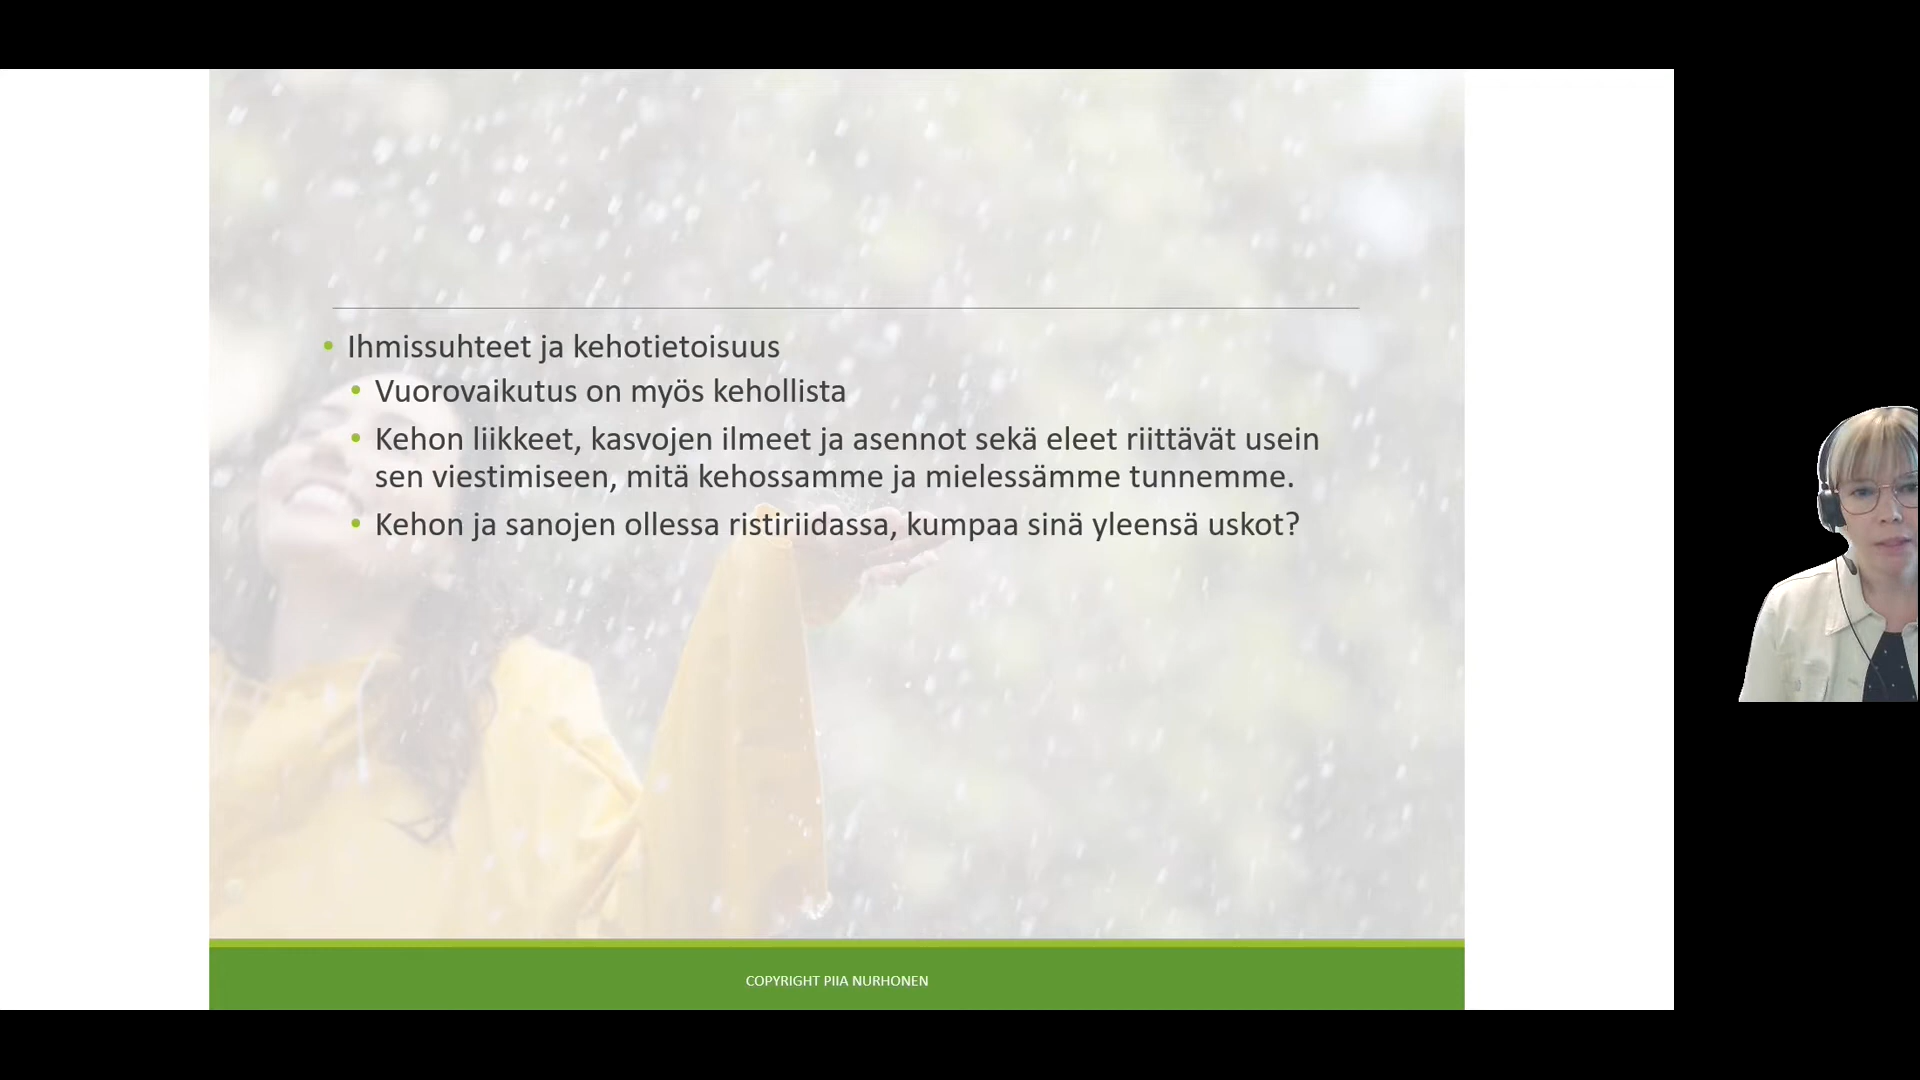 Ihmissuhteet ja kehotietoisuus
Vuorovaikutus on myös kehollista
Kehon liikkeet, kasvojen ilmeet ja asennot sekä eleet riittävät usein
sen viestimiseen, mitä kehossamme ja mielessämme tunnemme.
Kehon ja sanojen ollessa ristiriidassa, kumpaa sinä yleensä uskot?
COPYRIGHT PIIA NURHONEN